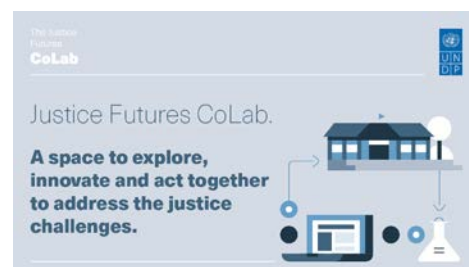 The Justice
Futures
CoLab
U N
D P
Justice Futures CoLab.
A space to explore,
innovate and act together
to address the justice
challenges.